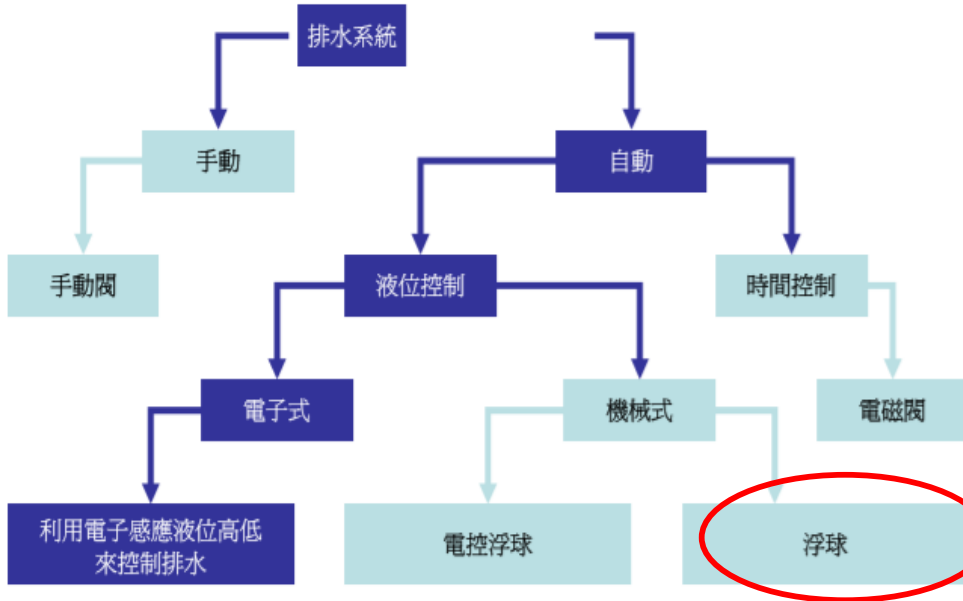 排水系統
手動
自動
手動閥
液位控制
時間控制
電子式
機械式
電磁閥
利用電子感應液位高低
來控制排水
電控浮球
浮球